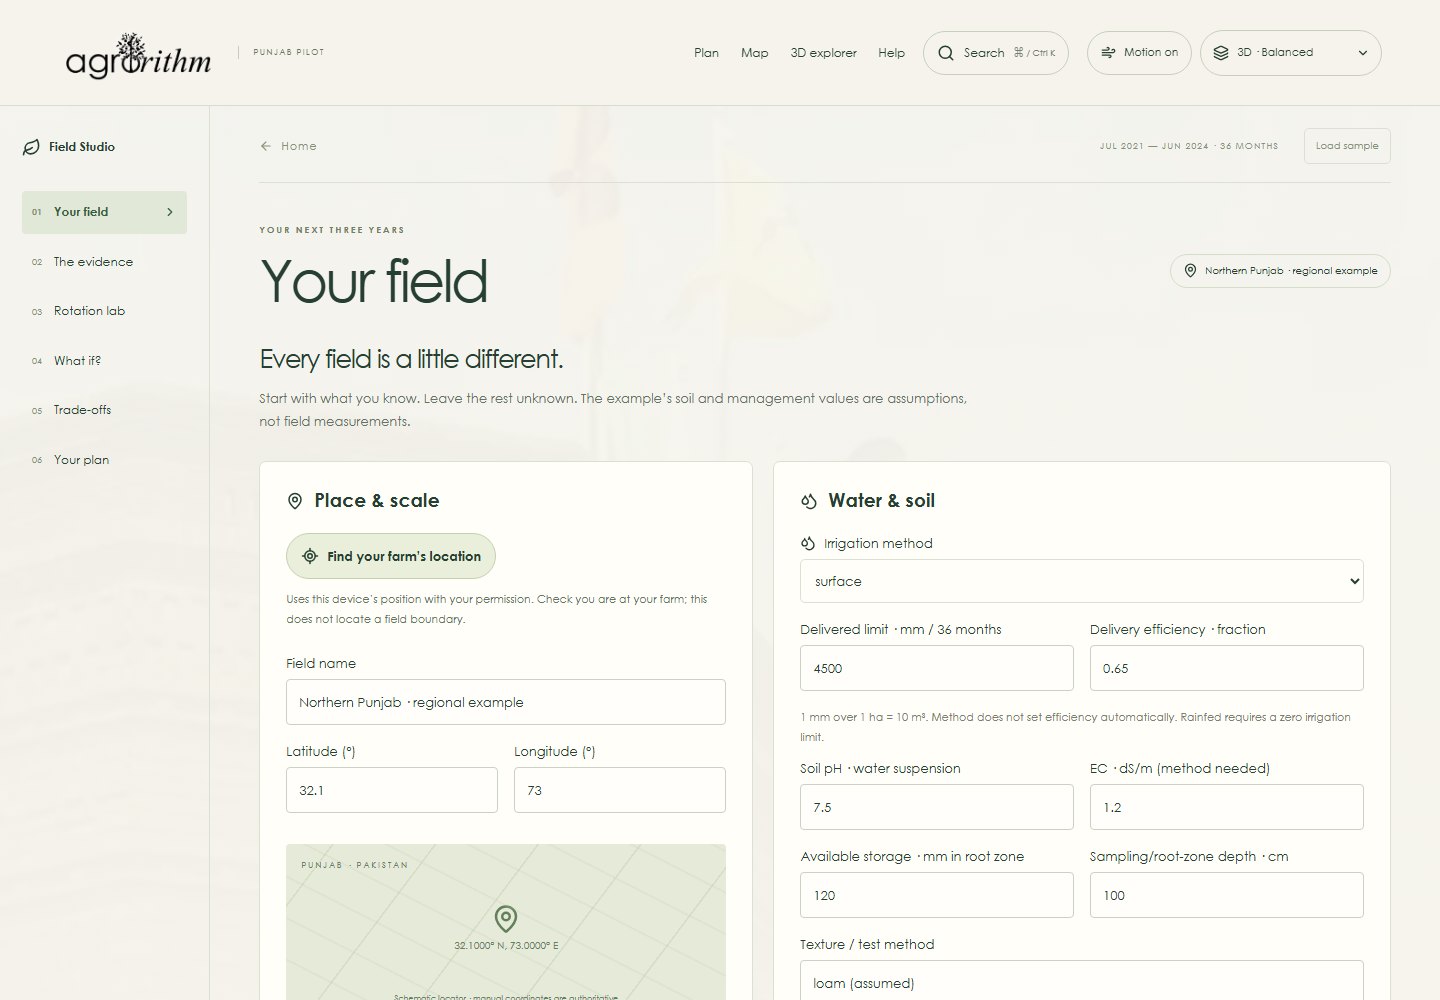 agrorithm
PUNJAB PILOT
Plan
Map
3D explorer
Help
Search ⌘ / Ctrl K
Motion on
3D · Balanced
Field Studio
01 Your field
02 The evidence
03 Rotation lab
04 What if?
05 Trade-offs
06 Your plan
← Home
JUL 2021 — JUN 2024 · 36 MONTHS
Load sample
YOUR NEXT THREE YEARS
Your field
Northern Punjab · regional example
Every field is a little different.
Start with what you know. Leave the rest unknown. The example's soil and management values are assumptions,
not field measurements.
Place & scale
Find your farm's location
Uses this device's position with your permission. Check you are at your farm; this
does not locate a field boundary.
Field name
Northern Punjab · regional example
Latitude (°)
Longitude (°)
32.1
73
PUNJAB · PAKISTAN
32.1000° N, 73.0000° E
Schematic locator · manual coordinates are authoritative
Water & soil
Irrigation method
surface
Delivered limit · mm / 36 months
Delivery efficiency · fraction
4500
0.65
1 mm over 1 ha = 10 m³. Method does not set efficiency automatically. Rainfed requires a zero irrigation
limit.
Soil pH · water suspension
EC · dS/m (method needed)
7.5
1.2
Available storage · mm in root zone
Sampling/root-zone depth · cm
120
100
Texture / test method
loam (assumed)